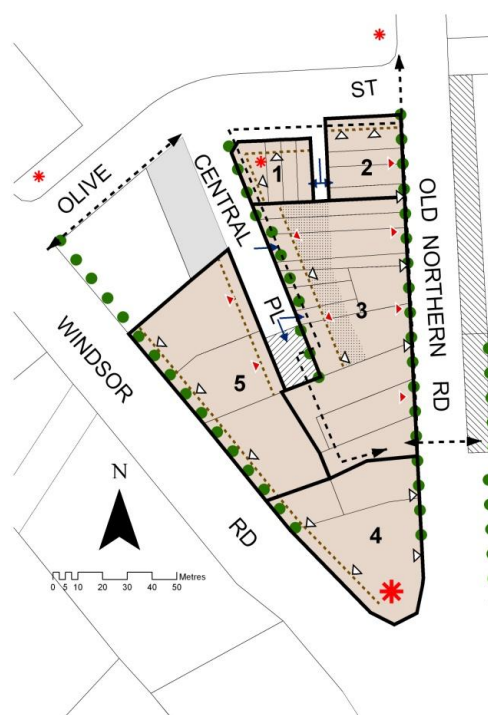 ST
OLIVE
CENTRAL
PL
1
2
OLD NORTHERN RD
3
WINDSOR
RD
5
4
N
0 5 10 20 30 40 50
Metres